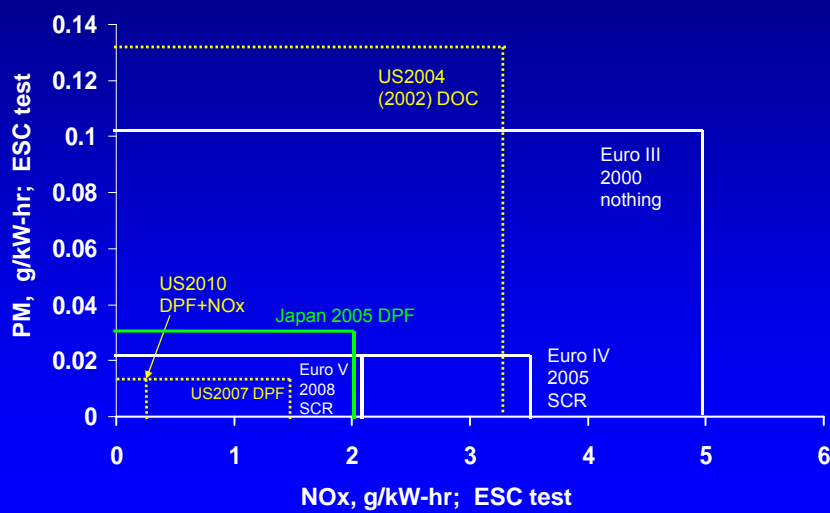 0.14
0.12
0.1
0.08
0.06
0.04
0.02
0
PM, g/kW-hr; ESC test
US2004
(2002) DOC
Euro III
2000
nothing
US2010
DPF+NOx
Japan 2005 DPF
Euro IV
2005
SCR
Euro V
2008
SCR
US2007 DPF
0 1 2 3 4 5 6
NOx, g/kW-hr; ESC test